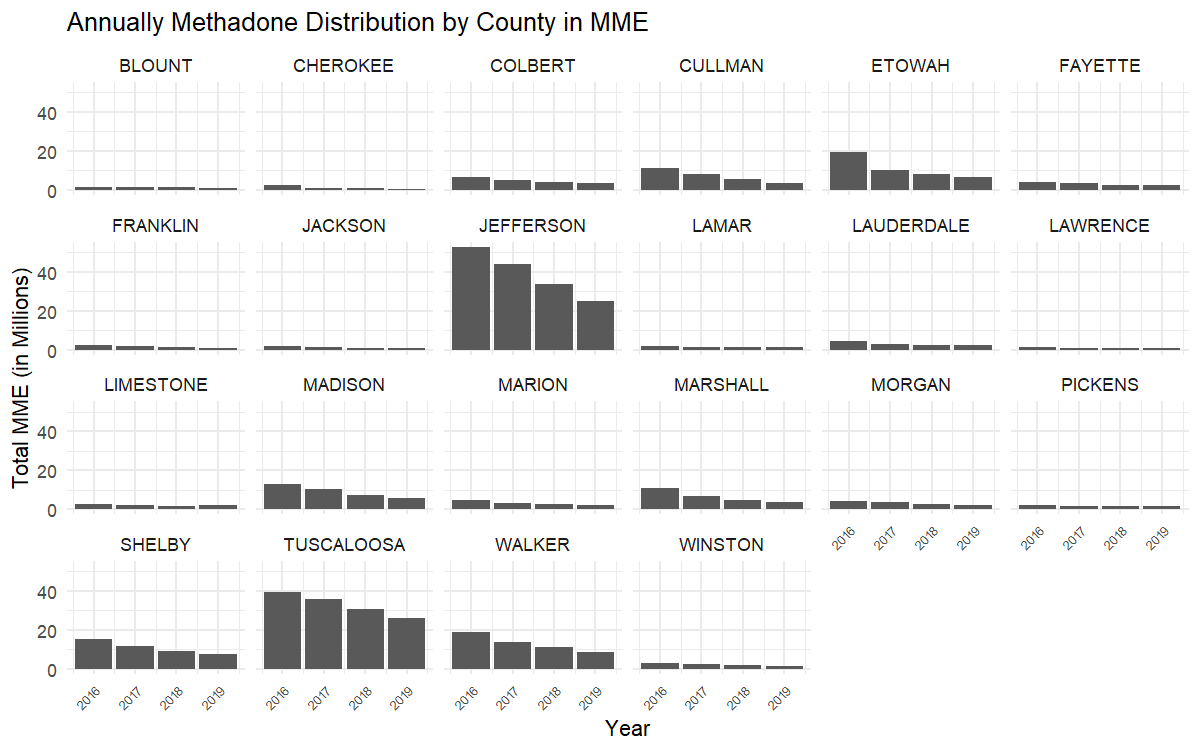 Annually Methadone Distribution by County in MME
BLOUNT CHEROKEE COLBERT CULLMAN ETOWAH FAYETTE
40
20
0
FRANKLIN JACKSON JEFFERSON LAMAR LAUDERDALE LAWRENCE
40
20
0
LIMESTONE MADISON MARION MARSHALL MORGAN PICKENS
40
20
0
2016 2017 2018 2019 2016 2017 2018 2019
SHELBY TUSCALOOSA WALKER WINSTON
40
20
0
2016 2017 2018 2019 2016 2017 2018 2019 2016 2017 2018 2019 2016 2017 2018 2019
Year
Total MME (in Millions)